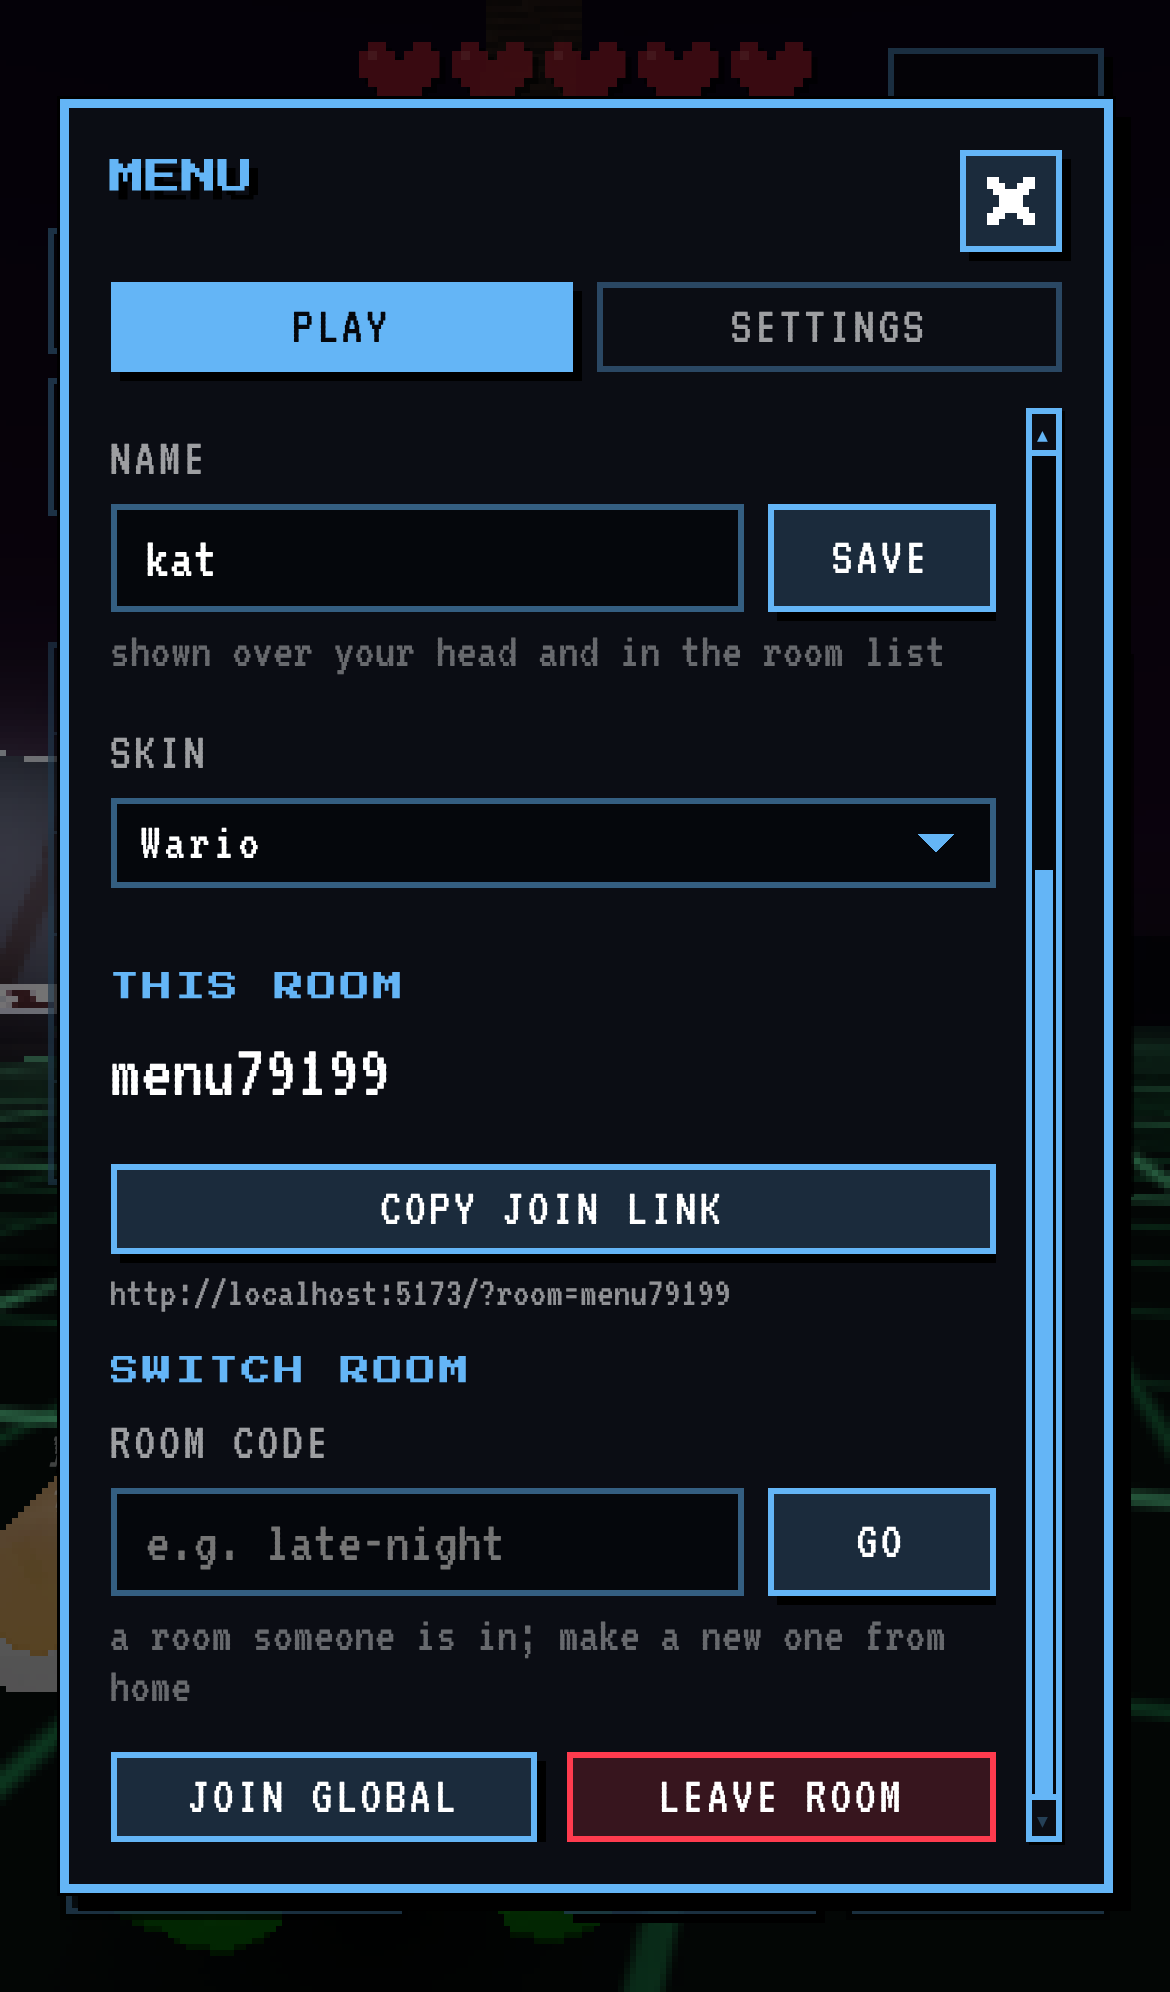 MENU
PLAY
SETTINGS
NAME
kat
SAVE
shown over your head and in the room list
SKIN
Wario
THIS ROOM
menu79199
COPY JOIN LINK
http://localhost:5173/?room=menu79199
SWITCH ROOM
ROOM CODE
e.g. late-night
GO
a room someone is in; make a new one from
home
JOIN GLOBAL
LEAVE ROOM